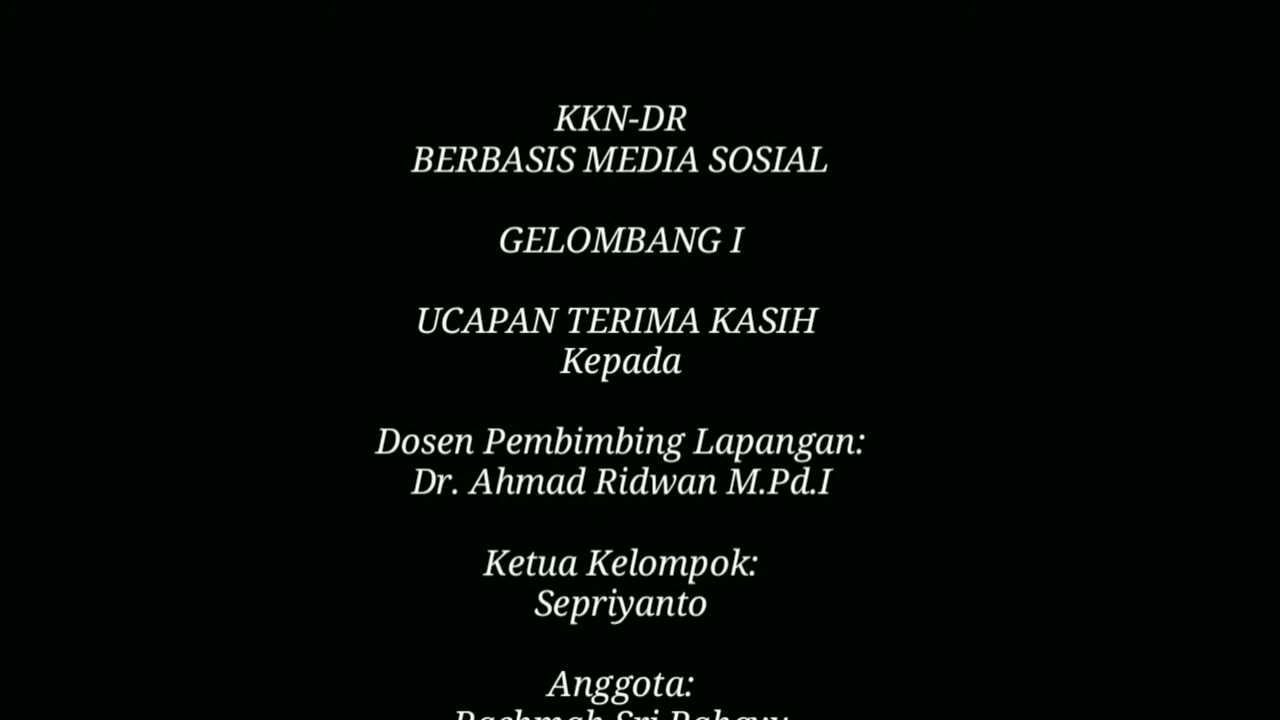 KKN-DR
BERBASIS MEDIA SOSIAL
GELOMBANG I
UCAPAN TERIMA KASIH
Kepada
Dosen Pembimbing Lapangan:
Dr. Ahmad Ridwan M.Pd.I
Ketua Kelompok:
Sepriyanto
Anggota: